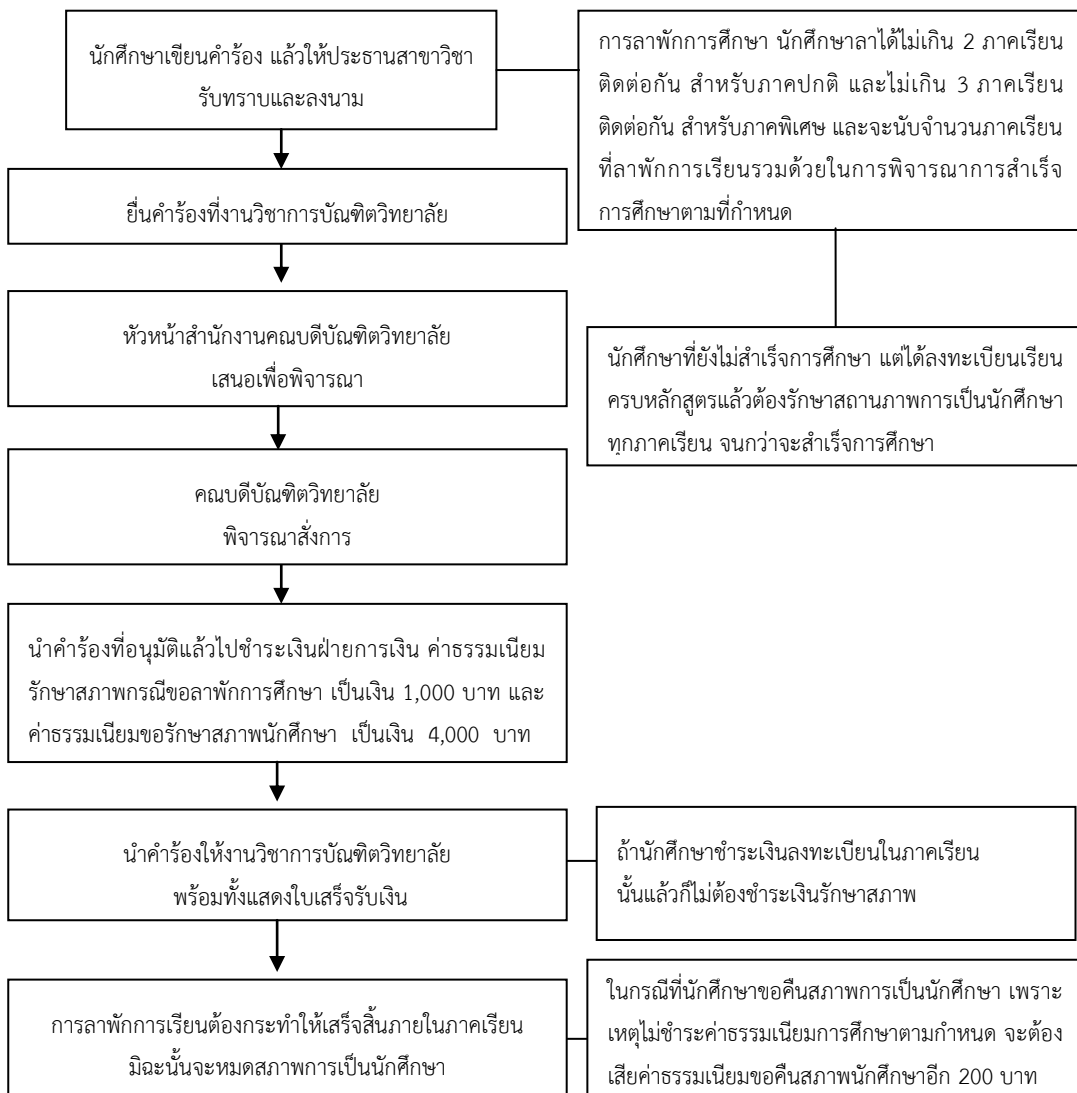 นักศึกษาเขียนคำร้อง แล้วให้ประธานสาขาวิชา
รับทราบและลงนาม
การลาพักการศึกษา นักศึกษาลาได้ไม่เกิน 2 ภาคเรียน
ติดต่อกัน สำหรับภาคปกติ และไม่เกิน 3 ภาคเรียน
ติดต่อกัน สำหรับภาคพิเศษ และจะนับจำนวนภาคเรียน
ที่ลาพักการเรียนรวมด้วยในการพิจารณาการสำเร็จ
การศึกษาตามที่กำหนด
ยื่นคำร้องที่งานวิชาการบัณฑิตวิทยาลัย
หัวหน้าสำนักงานคณบดีบัณฑิตวิทยาลัย
เสนอเพื่อพิจารณา
นักศึกษาที่ยังไม่สำเร็จการศึกษา แต่ได้ลงทะเบียนเรียน
ครบหลักสูตรแล้วต้องรักษาสถานภาพการเป็นนักศึกษา
ทุกภาคเรียน จนกว่าจะสำเร็จการศึกษา
คณบดีบัณฑิตวิทยาลัย
พิจารณาสั่งการ
นำคำร้องที่อนุมัติแล้วไปชำระเงินฝ่ายการเงิน ค่าธรรมเนียม
รักษาสภาพกรณีขอลาพักการศึกษา เป็นเงิน 1,000 บาท และ
ค่าธรรมเนียมขอรักษาสภาพนักศึกษา เป็นเงิน 4,000 บาท
นำคำร้องให้งานวิชาการบัณฑิตวิทยาลัย
พร้อมทั้งแสดงใบเสร็จรับเงิน
ถ้านักศึกษาชำระเงินลงทะเบียนในภาคเรียน
นั้นแล้วก็ไม่ต้องชำระเงินรักษาสภาพ
การลาพักการเรียนต้องกระทำให้เสร็จสิ้นภายในภาคเรียน
มิฉะนั้นจะหมดสภาพการเป็นนักศึกษา
ในกรณีที่นักศึกษาขอคืนสภาพการเป็นนักศึกษา เพราะ
เหตุไม่ชำระค่าธรรมเนียมการศึกษาตามกำหนด จะต้อง
เสียค่าธรรมเนียมขอคืนสภาพนักศึกษาอีก 200 บาท